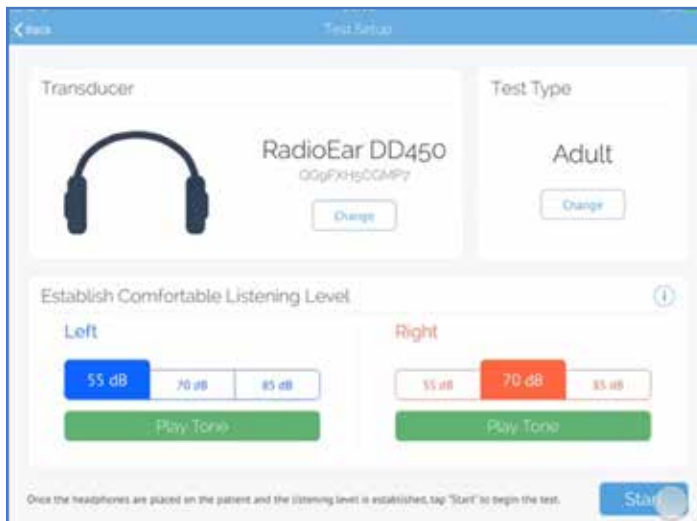 Back
Test Setup
Transducer
RadioEar DD450
Change
Test Type
Adult
Change
Establish Comfortable Listening Level
Left
55 dB 70 dB 85 dB
Play Tone
Right
55 dB 70 dB 85 dB
Play Tone
Once the headphones are placed on the patient and the listening level is established, tap "Start" to begin the test.
Start